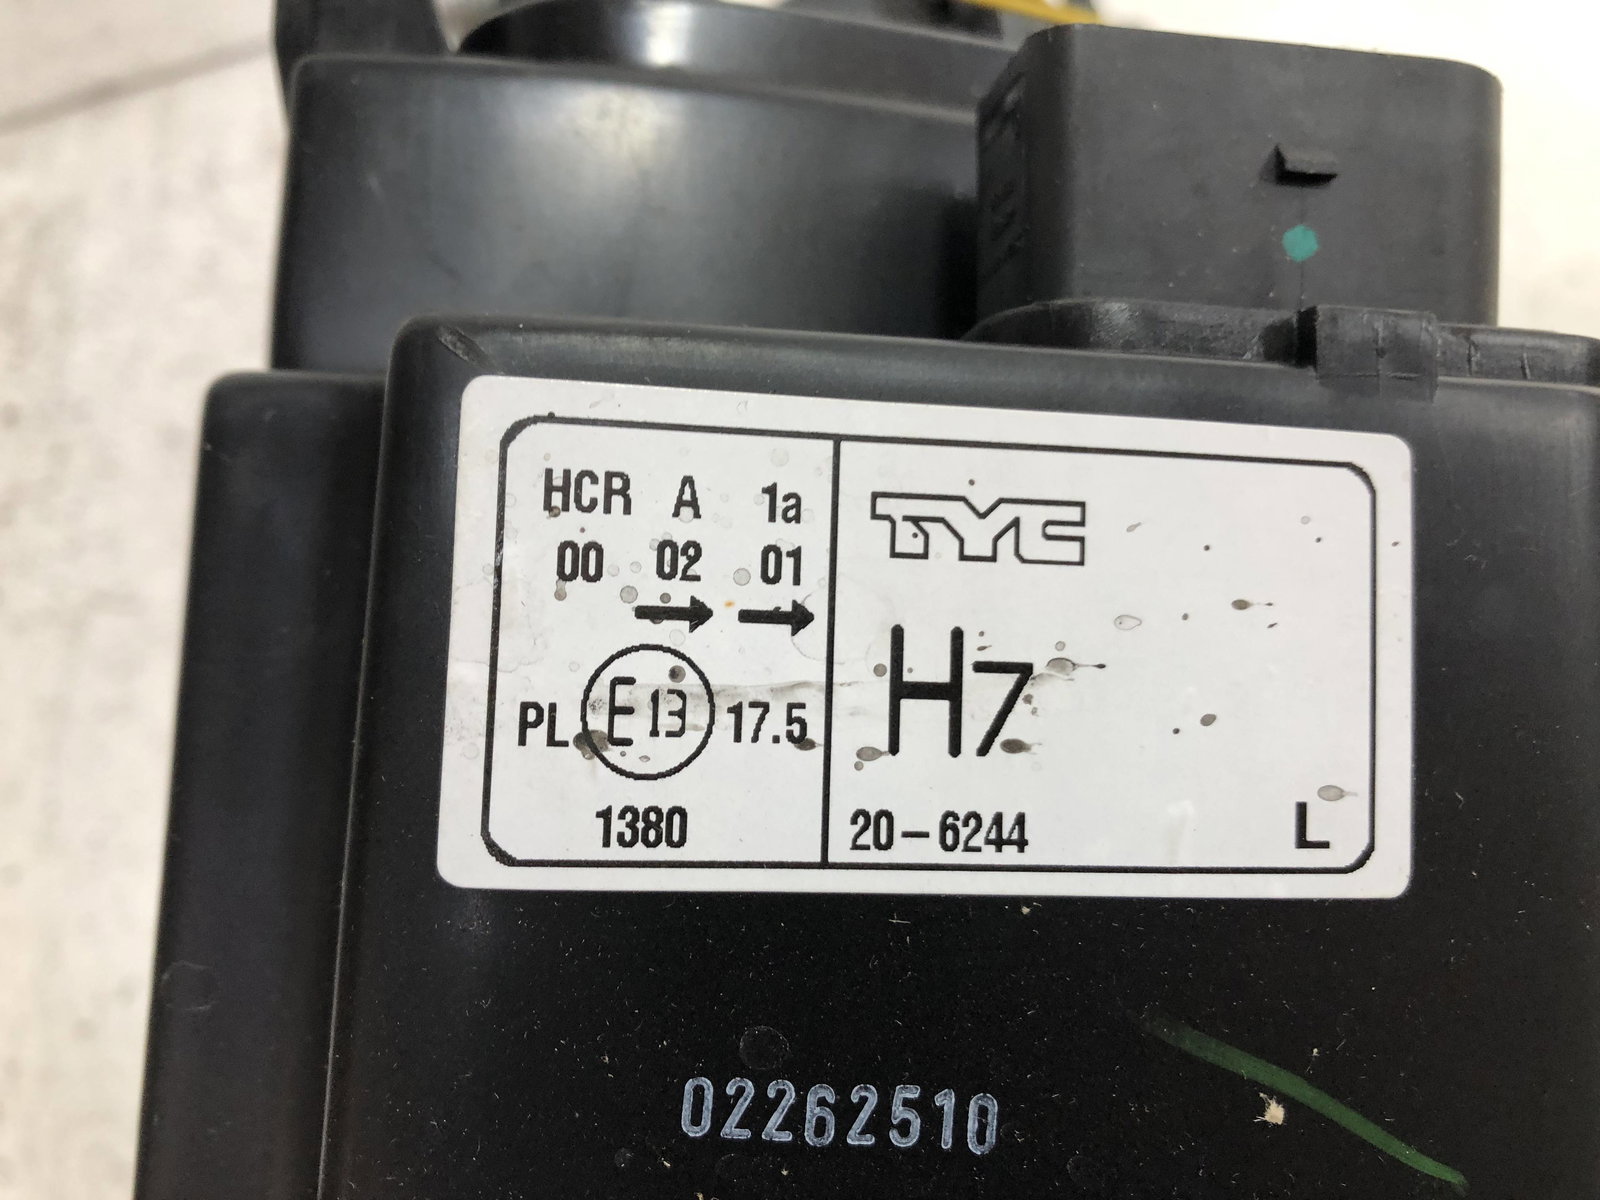 HCR A 1a
00 02 01
→ →
PL E13 17.5
1380
TYC
H7
20-6244 L
02262510